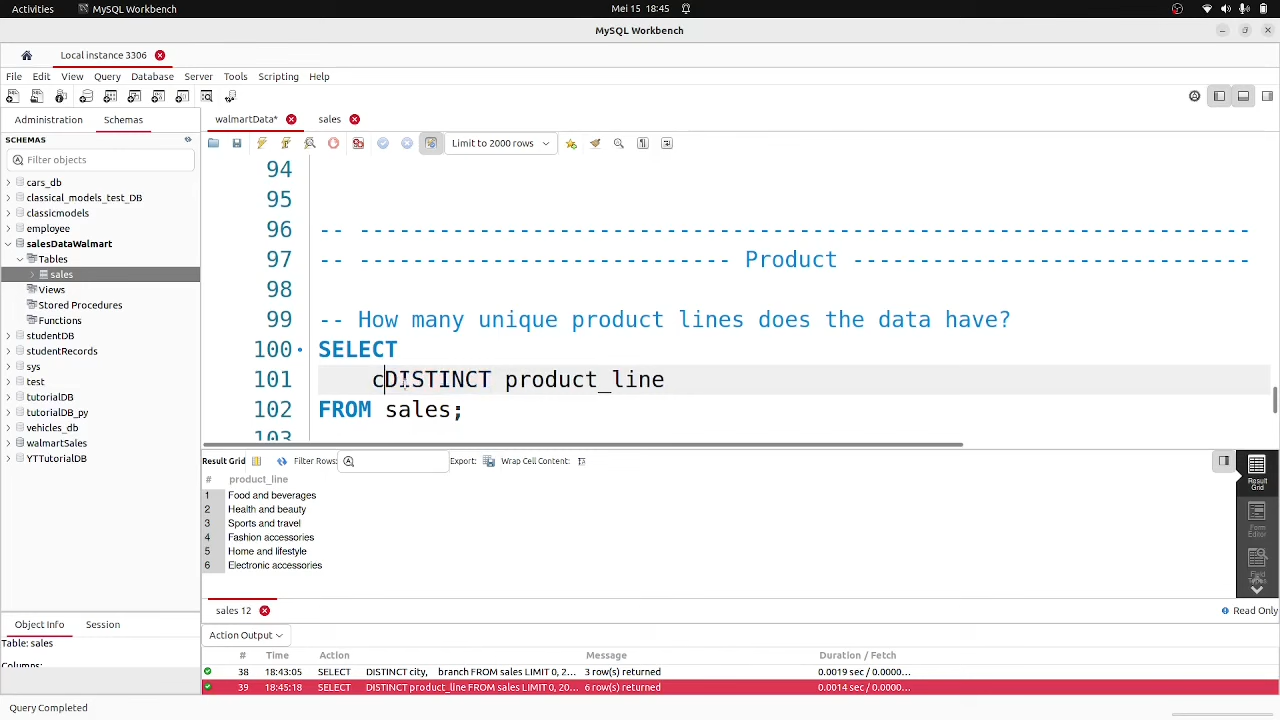 Activities MySQL Workbench Mei 15 18:45
MySQL Workbench
Local instance 3306
File Edit View Query Database Server Tools Scripting Help
Administration Schemas
walmartData* sales
SCHEMAS
Limit to 2000 rows
Filter objects
cars_db
classical_models_test_DB
classicmodels
employee
salesDataWalmart
Tables
sales
Views
Stored Procedures
Functions
studentDB
studentRecords
sys
test
tutorialDB
tutorialDB_py
vehicles_db
walmartSales
YTTutorialDB
94
95
96 -- -------------------------------------------------------------------
97 -- ---------------------------- Product ------------------------------
98
99 -- How many unique product lines does the data have?
100 SELECT
101 cDISTINCT product_line
102 FROM sales;
103
Result Grid Filter Rows: Export: Wrap Cell Content:
# product_line
1 Food and beverages
2 Health and beauty
3 Sports and travel
4 Fashion accessories
5 Home and lifestyle
6 Electronic accessories
Result Grid
Form Editor
Field Types
sales 12
Read Only
Object Info Session
Table: sales
Columns:
Action Output
# Time Action Message Duration / Fetch
38 18:43:05 SELECT DISTINCT city, branch FROM sales LIMIT 0, 2... 3 row(s) returned 0.0019 sec / 0.0000...
39 18:45:18 SELECT DISTINCT product_line FROM sales LIMIT 0, 20... 6 row(s) returned 0.0014 sec / 0.0000...
Query Completed